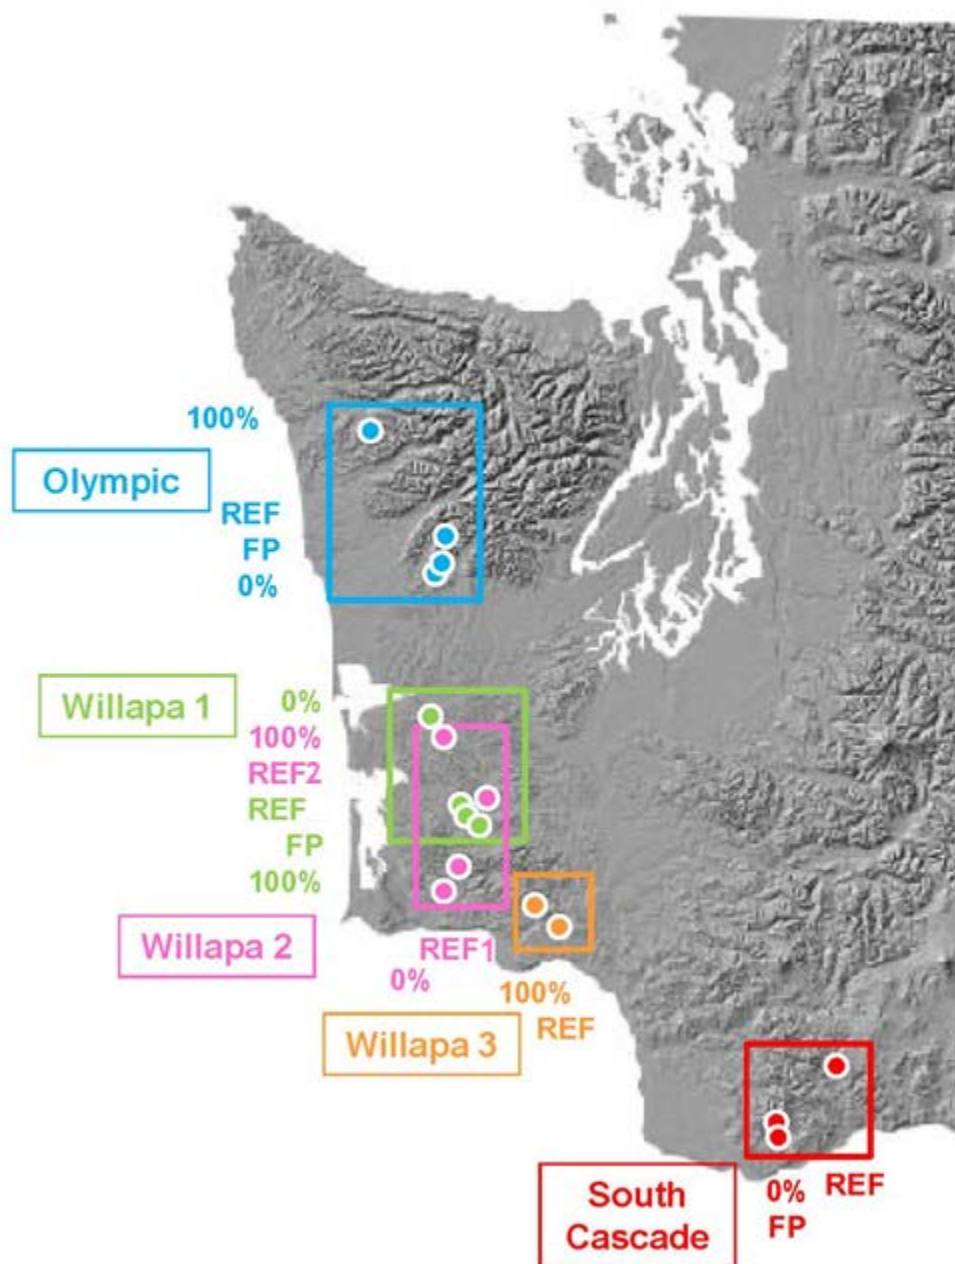 100%
Olympic
REF
FP
0%
Willapa 1
0%
100%
REF2
REF
FP
100%
Willapa 2
REF1
0%
100%
REF
Willapa 3
South
Cascade
0%
REF
FP